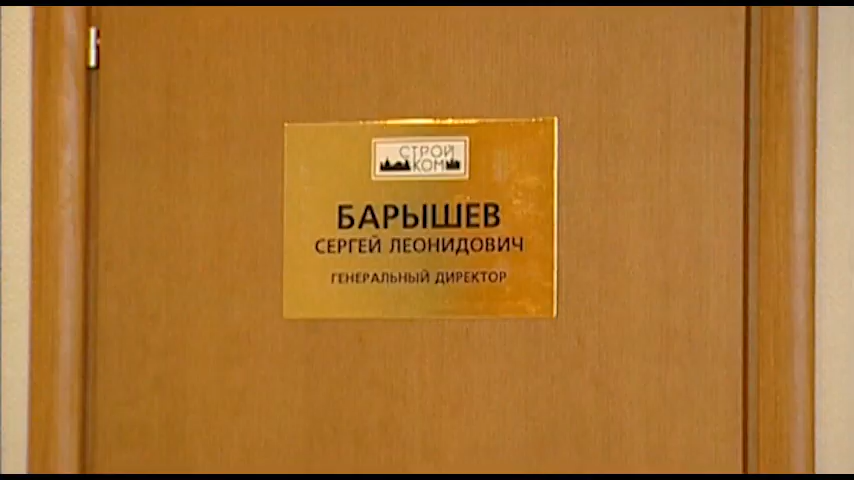 СТРОЙ
КОМ
БАРЫШЕВ
СЕРГЕЙ ЛЕОНИДОВИЧ
ГЕНЕРАЛЬНЫЙ ДИРЕКТОР